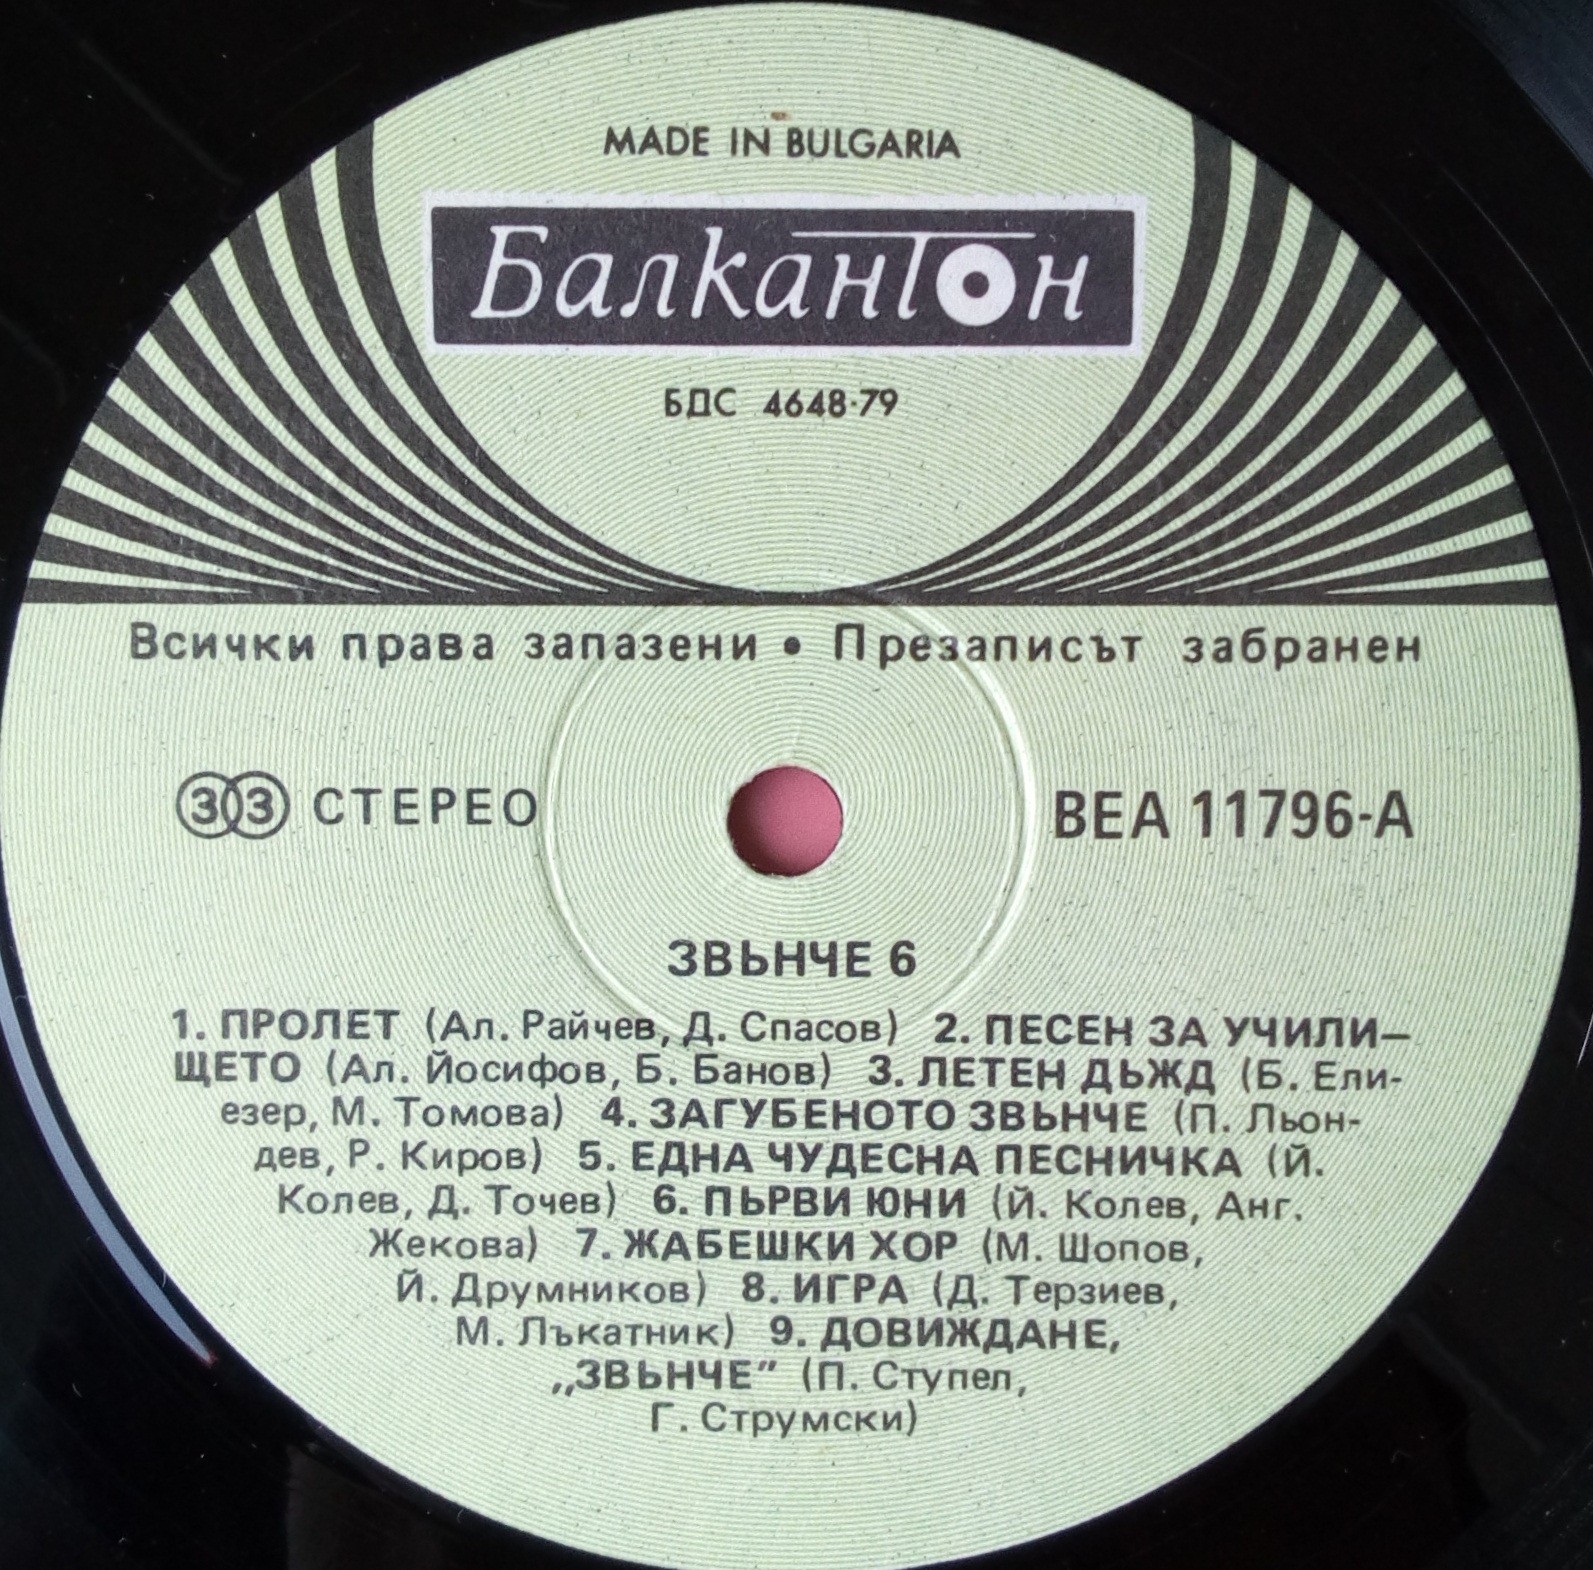 MADE IN BULGARIA
Балкантон
БДС 4648-79
Всички права запазени • Презаписът забранен
33 СТЕРЕО
ВЕА 11796-А
ЗВЪНЧЕ 6
1. ПРОЛЕТ (Ал. Райчев, Д. Спасов) 2. ПЕСЕН ЗА УЧИЛИ-
ЩЕТО (Ал. Йосифов, Б. Банов) 3. ЛЕТЕН ДЪЖД (Б. Ели-
езер, М. Томова) 4. ЗАГУБЕНОТО ЗВЪНЧЕ (П. Льон-
дев, Р. Киров) 5. ЕДНА ЧУДЕСНА ПЕСНИЧКА (Й.
Колев, Д. Точев) 6. ПЪРВИ ЮНИ (Й. Колев, Анг.
Жекова) 7. ЖАБЕШКИ ХОР (М. Шопов,
Й. Друмников) 8. ИГРА (Д. Терзиев,
М. Лъкатник) 9. ДОВИЖДАНЕ,
„ЗВЪНЧЕ" (П. Ступел,
Г. Струмски)